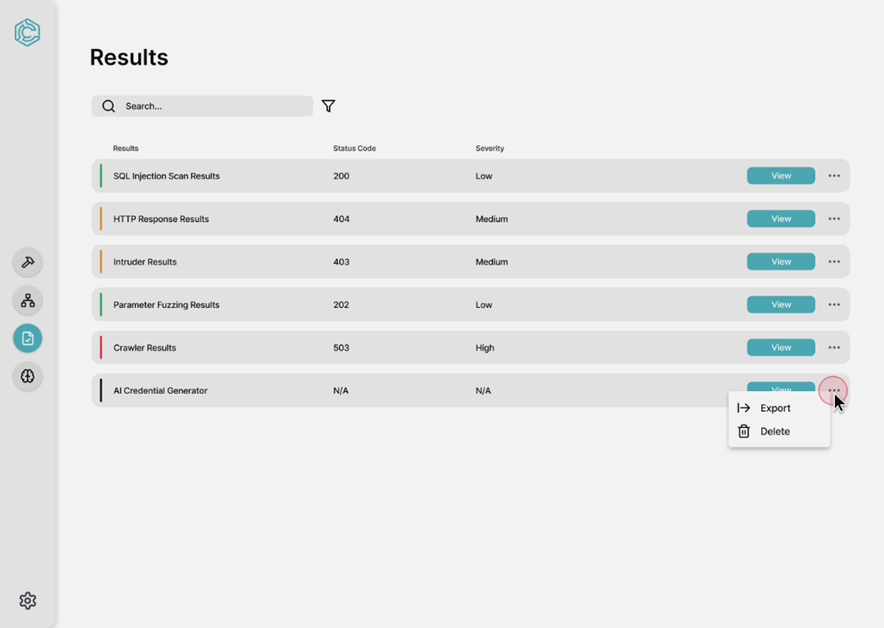 Results
Search...
Results Status Code Severity
SQL Injection Scan Results 200 Low View
HTTP Response Results 404 Medium View
Intruder Results 403 Medium View
Parameter Fuzzing Results 202 Low View
Crawler Results 503 High View
AI Credential Generator N/A N/A View
Export
Delete